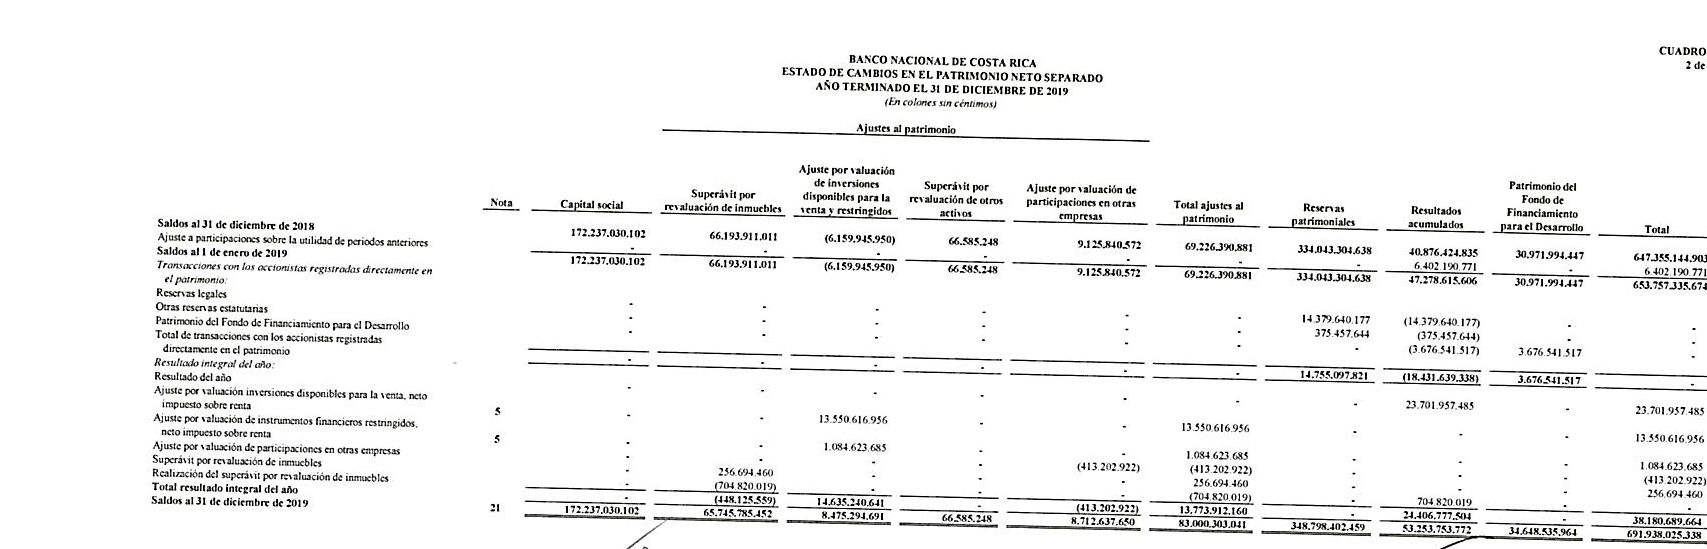 CUADRO
2 de
BANCO NACIONAL DE COSTA RICA
ESTADO DE CAMBIOS EN EL PATRIMONIO NETO SEPARADO
AÑO TERMINADO EL 31 DE DICIEMBRE DE 2019
(En colones sin céntimos)
Ajustes al patrimonio
Nota Capital social Superávit por revaluación de inmuebles Ajuste por valuación de inversiones disponibles para la venta y restringidos Superávit por revaluación de otros activos Ajuste por valuación de participaciones en otras empresas Total ajustes al patrimonio Reservas patrimoniales Resultados acumulados Patrimonio del Fondo de Financiamiento para el Desarrollo Total
Saldos al 31 de diciembre de 2018 172.237.030.102 66.193.911.011 (6.159.945.950) 66.585.248 9.125.840.572 69.226.390.881 334.043.304.638 40.876.424.835 30.971.994.447 647.355.144.903
Ajuste a participaciones sobre la utilidad de periodos anteriores - - - - - - - 6.402.190.771 - 6.402.190.771
Saldos al 1 de enero de 2019 172.237.030.102 66.193.911.011 (6.159.945.950) 66.585.248 9.125.840.572 69.226.390.881 334.043.304.638 47.278.615.606 30.971.994.447 653.757.335.674
Transacciones con los accionistas registradas directamente en
el patrimonio:
Reservas legales - - - - - - 14.379.640.177 (14.379.640.177) - -
Otras reservas estatutarias - - - - - - 375.457.644 (375.457.644) - -
Patrimonio del Fondo de Financiamiento para el Desarrollo - - - - - - - (3.676.541.517) 3.676.541.517 -
Total de transacciones con los accionistas registradas
directamente en el patrimonio - - - - - - 14.755.097.821 (18.431.639.338) 3.676.541.517 -
Resultado integral del año:
Resultado del año - - - - - - - 23.701.957.485 - 23.701.957.485
Ajuste por valuación inversiones disponibles para la venta, neto
impuesto sobre renta 5 - - 13.550.616.956 - - 13.550.616.956 - - - 13.550.616.956
Ajuste por valuación de instrumentos financieros restringidos,
neto impuesto sobre renta 5 - - 1.084.623.685 - - 1.084.623.685 - - - 1.084.623.685
Ajuste por valuación de participaciones en otras empresas - - - - (413.202.922) (413.202.922) - - - (413.202.922)
Superávit por revaluación de inmuebles - 256.694.460 - - - 256.694.460 - - - 256.694.460
Realización del superávit por revaluación de inmuebles - (704.820.019) - - - (704.820.019) - 704.820.019 - -
Total resultado integral del año - (448.125.559) 14.635.240.641 - (413.202.922) 13.773.912.160 - 24.406.777.504 - 38.180.689.664
Saldos al 31 de diciembre de 2019 21 172.237.030.102 65.745.785.452 8.475.294.691 66.585.248 8.712.637.650 83.000.303.041 348.798.402.459 53.253.753.772 34.648.535.964 691.938.025.338